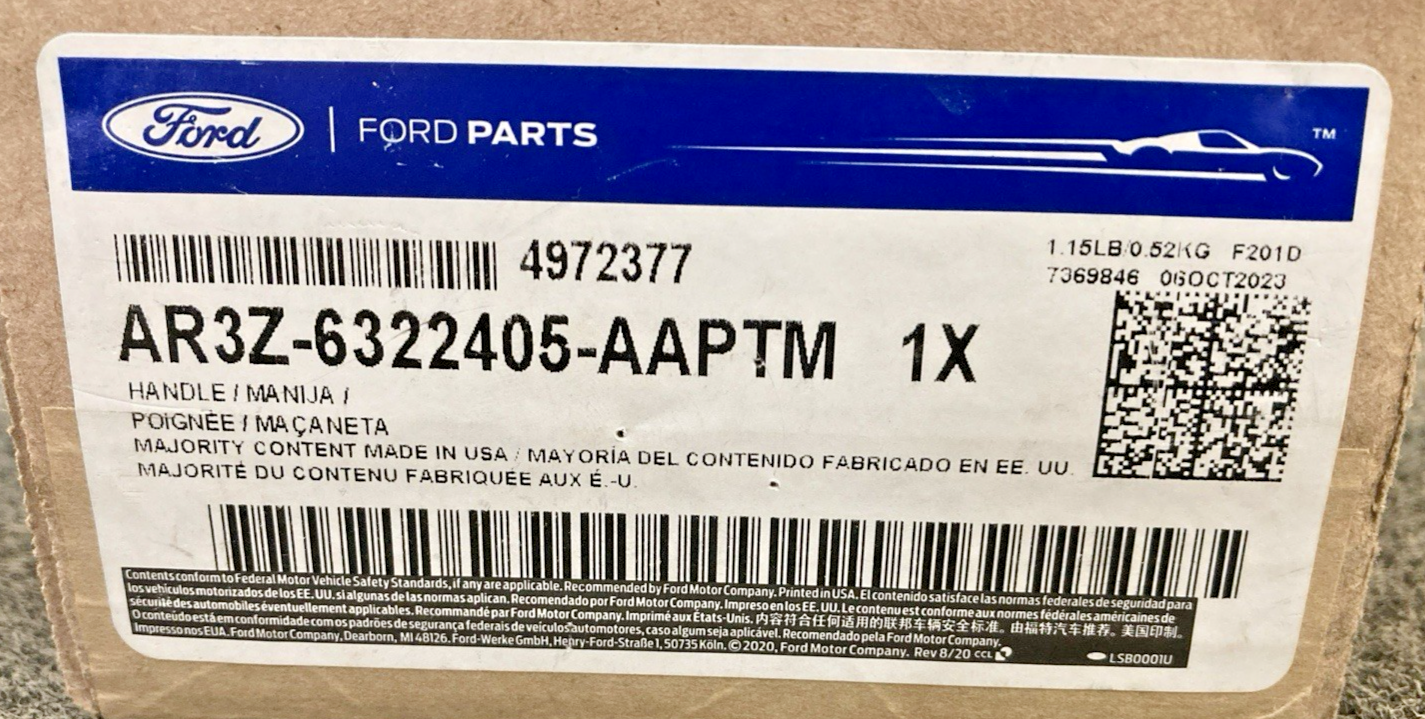 Ford | FORD PARTS ™
4972377
1.15LB/0.52KG F201D
7369846 06OCT2023
AR3Z-6322405-AAPTM 1X
HANDLE / MANIJA /
POIGNÉE / MAÇANETA
MAJORITY CONTENT MADE IN USA / MAYORÍA DEL CONTENIDO FABRICADO EN EE. UU.
MAJORITÉ DU CONTENU FABRIQUÉE AUX É.-U.
Contents conform to Federal Motor Vehicle Safety Standards, if any are applicable. Recommended by Ford Motor Company. Printed in USA. El contenido satisface las normas federales de seguridad para
los vehículos motorizados de los EE. UU. si algunas de las normas aplican. Recomendado por Ford Motor Company. Impreso en los EE. UU. Le contenu est conforme aux normes fédérales américaines de
sécurité des automobiles éventuellement applicables. Recommandé par Ford Motor Company. Imprimé aux États-Unis. 内容符合任何适用的联邦车辆安全标准。由福特汽车推荐。美国印制。
O conteúdo está em conformidade com os padrões de segurança federais de veículos automotores, caso algum seja aplicável. Recomendado pela Ford Motor Company.
Impresso nos EUA. Ford Motor Company, Dearborn, MI 48126. Ford-Werke GmbH, Henry-Ford-Straße 1, 50735 Köln. © 2020, Ford Motor Company. Rev 8/20 CCL
LSB0001U